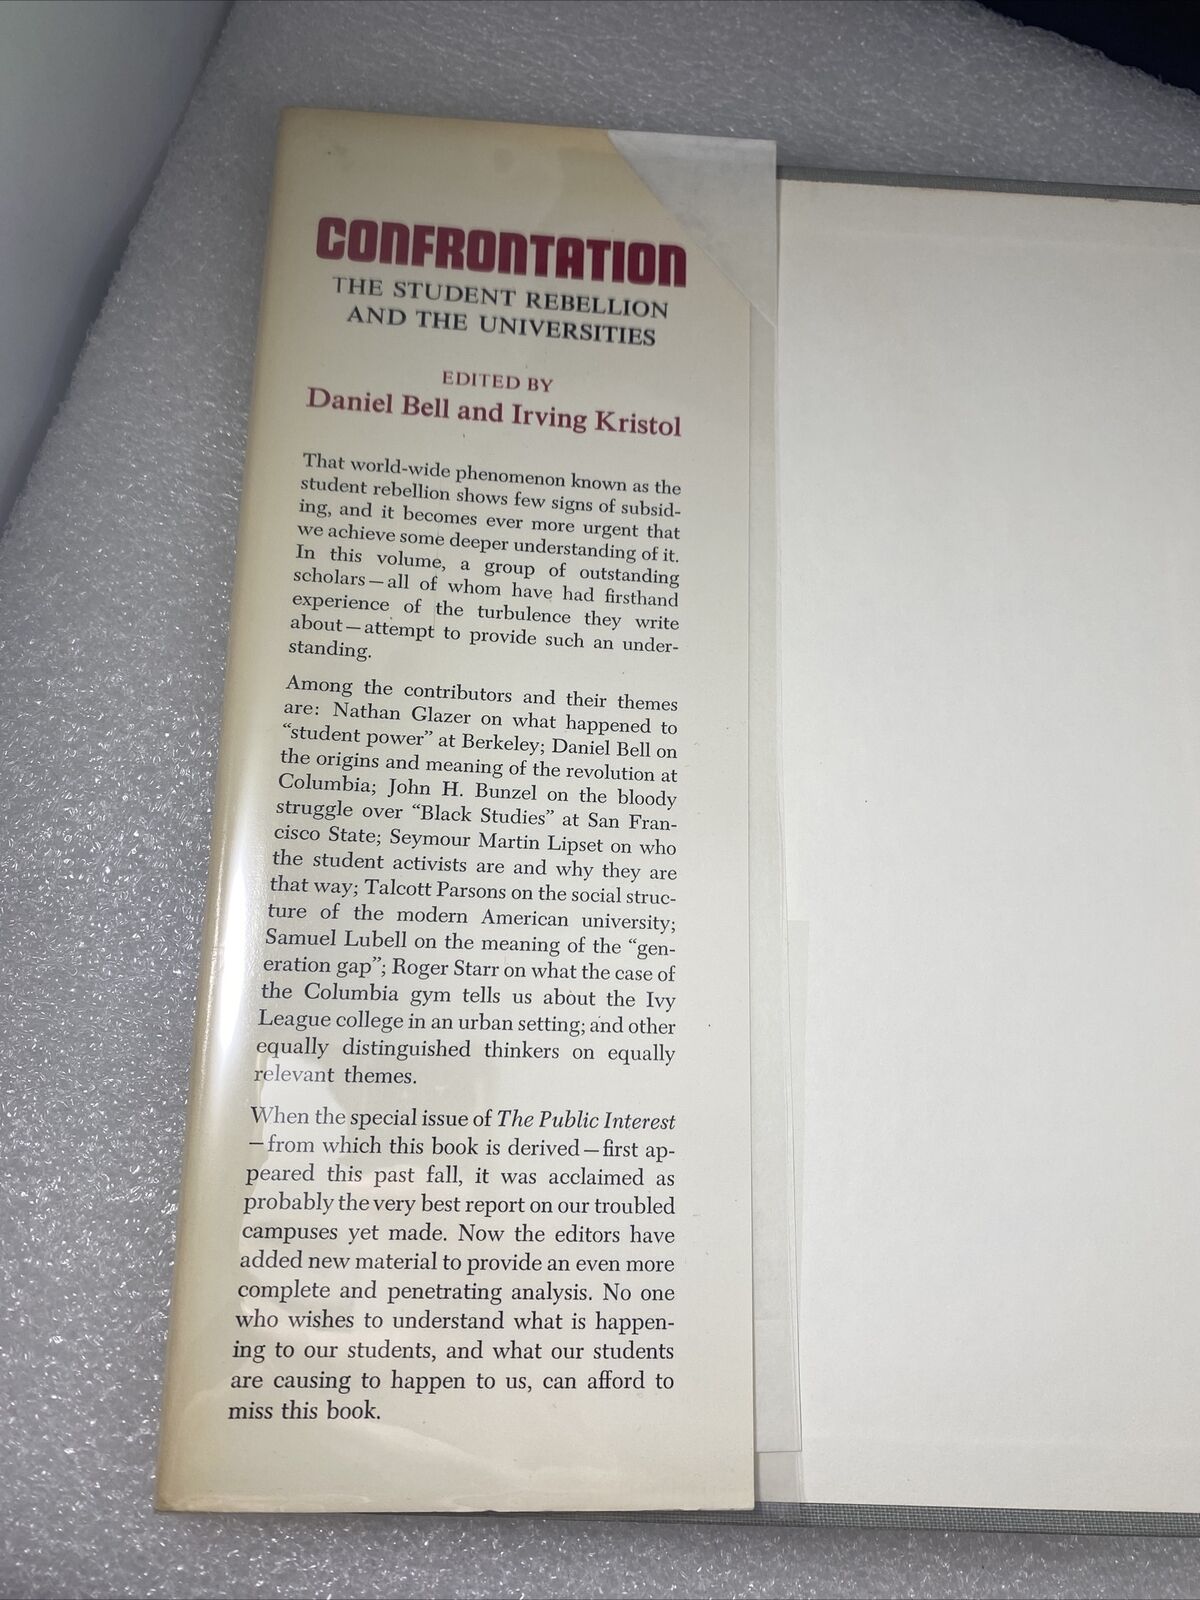 CONFRONTATION
THE STUDENT REBELLION
AND THE UNIVERSITIES
EDITED BY
Daniel Bell and Irving Kristol
That world-wide phenomenon known as the
student rebellion shows few signs of subsid-
ing, and it becomes ever more urgent that
we achieve some deeper understanding of it.
In this volume, a group of outstanding
scholars—all of whom have had firsthand
experience of the turbulence they write
about—attempt to provide such an under-
standing.
Among the contributors and their themes
are: Nathan Glazer on what happened to
“student power” at Berkeley; Daniel Bell on
the origins and meaning of the revolution at
Columbia; John H. Bunzel on the bloody
struggle over “Black Studies” at San Fran-
cisco State; Seymour Martin Lipset on who
the student activists are and why they are
that way; Talcott Parsons on the social struc-
ture of the modern American university;
Samuel Lubell on the meaning of the “gen-
eration gap”; Roger Starr on what the case of
the Columbia gym tells us about the Ivy
League college in an urban setting; and other
equally distinguished thinkers on equally
relevant themes.
When the special issue of The Public Interest
—from which this book is derived—first ap-
peared this past fall, it was acclaimed as
probably the very best report on our troubled
campuses yet made. Now the editors have
added new material to provide an even more
complete and penetrating analysis. No one
who wishes to understand what is happen-
ing to our students, and what our students
are causing to happen to us, can afford to
miss this book.